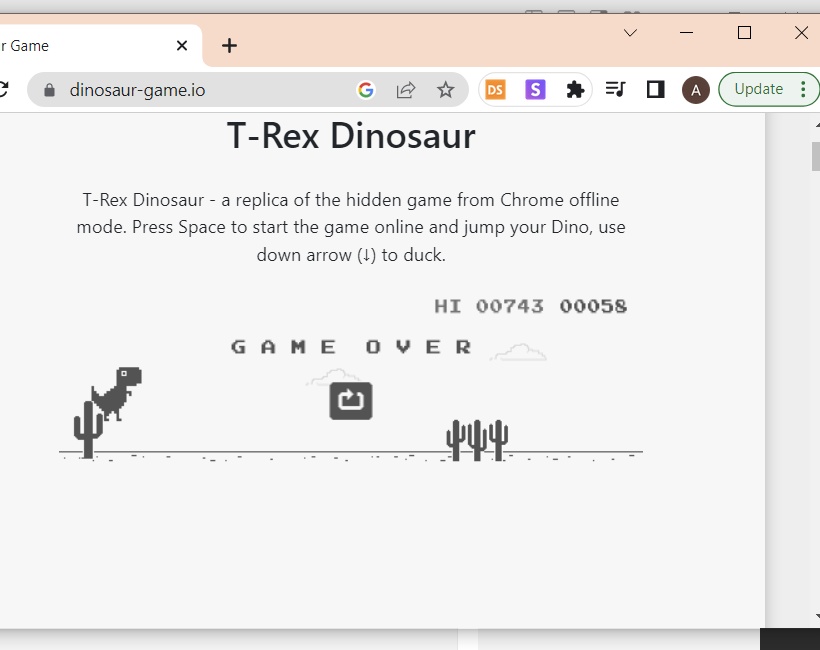 r Game
dinosaur-game.io
DS
S
A
Update
T-Rex Dinosaur
T-Rex Dinosaur - a replica of the hidden game from Chrome offline
mode. Press Space to start the game online and jump your Dino, use
down arrow (↓) to duck.
HI 00743 00058
GAME OVER